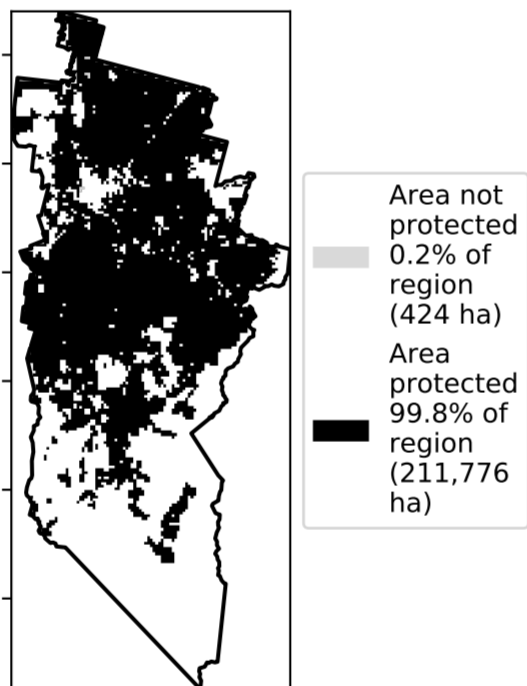 Area not
protected
0.2% of
region
(424 ha)
Area
protected
99.8% of
region
(211,776
ha)